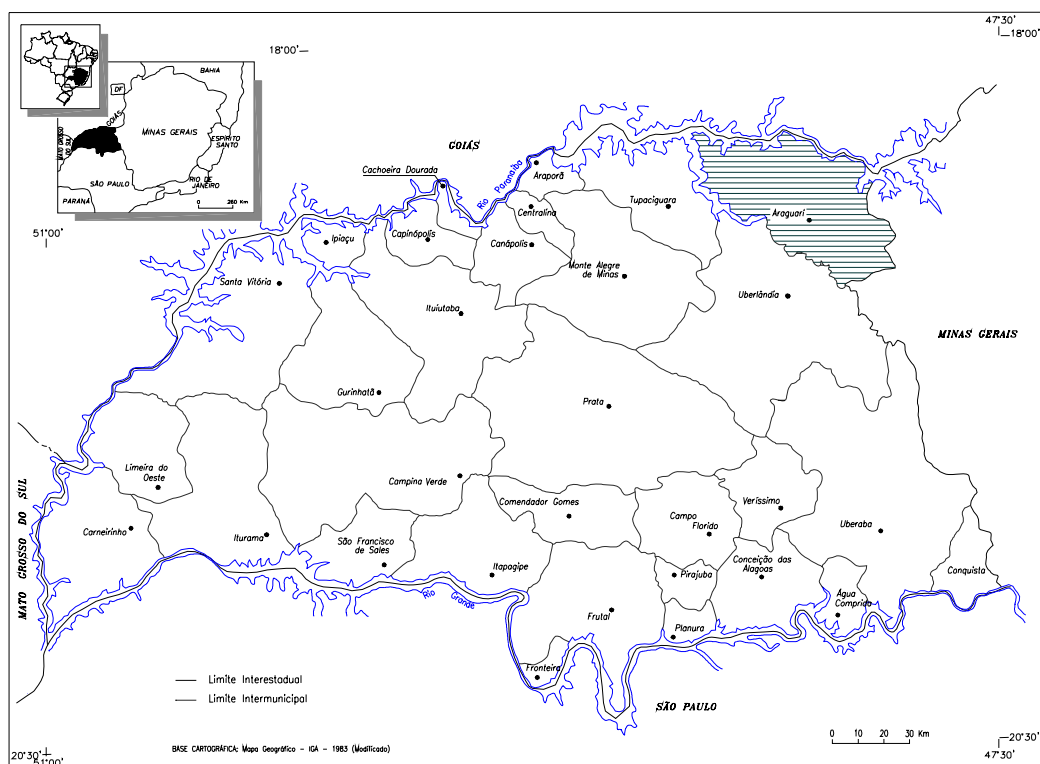 47°30'
18°00'
18°00'
BAHIA
DF
GOIÁS
MATO GROSSO
DO SUL
MINAS GERAIS
ESPÍRITO
SANTO
SÃO PAULO
RIO DE
JANEIRO
PARANÁ
0 260 Km
GOIÁS
Cachoeira Dourada
Rio Paranaíba
Araporã
Centralina
Tupaciguara
Araguari
51°00'
Ipiaçu
Capinópolis
Canápolis
Monte Alegre
de Minas
Santa Vitória
Uberlândia
Ituiutaba
MINAS GERAIS
Gurinhatã
Prata
Limeira do
Oeste
Campina Verde
Comendador Gomes
Veríssimo
MATO GROSSO DO SUL
Carneirinho
Iturama
São Francisco
de Sales
Campo
Florido
Uberaba
Itapagipe
Pirajuba
Conceição das
Alagoas
Conquista
Rio Grande
Frutal
Água
Comprida
Planura
Fronteira
Limite Interestadual
Limite Intermunicipal
SÃO PAULO
BASE CARTOGRÁFICA: Mapa Geográfico - IGA - 1983 (Modificado)
0 10 20 30 Km
20°30'
51°00'
20°30'
47°30'